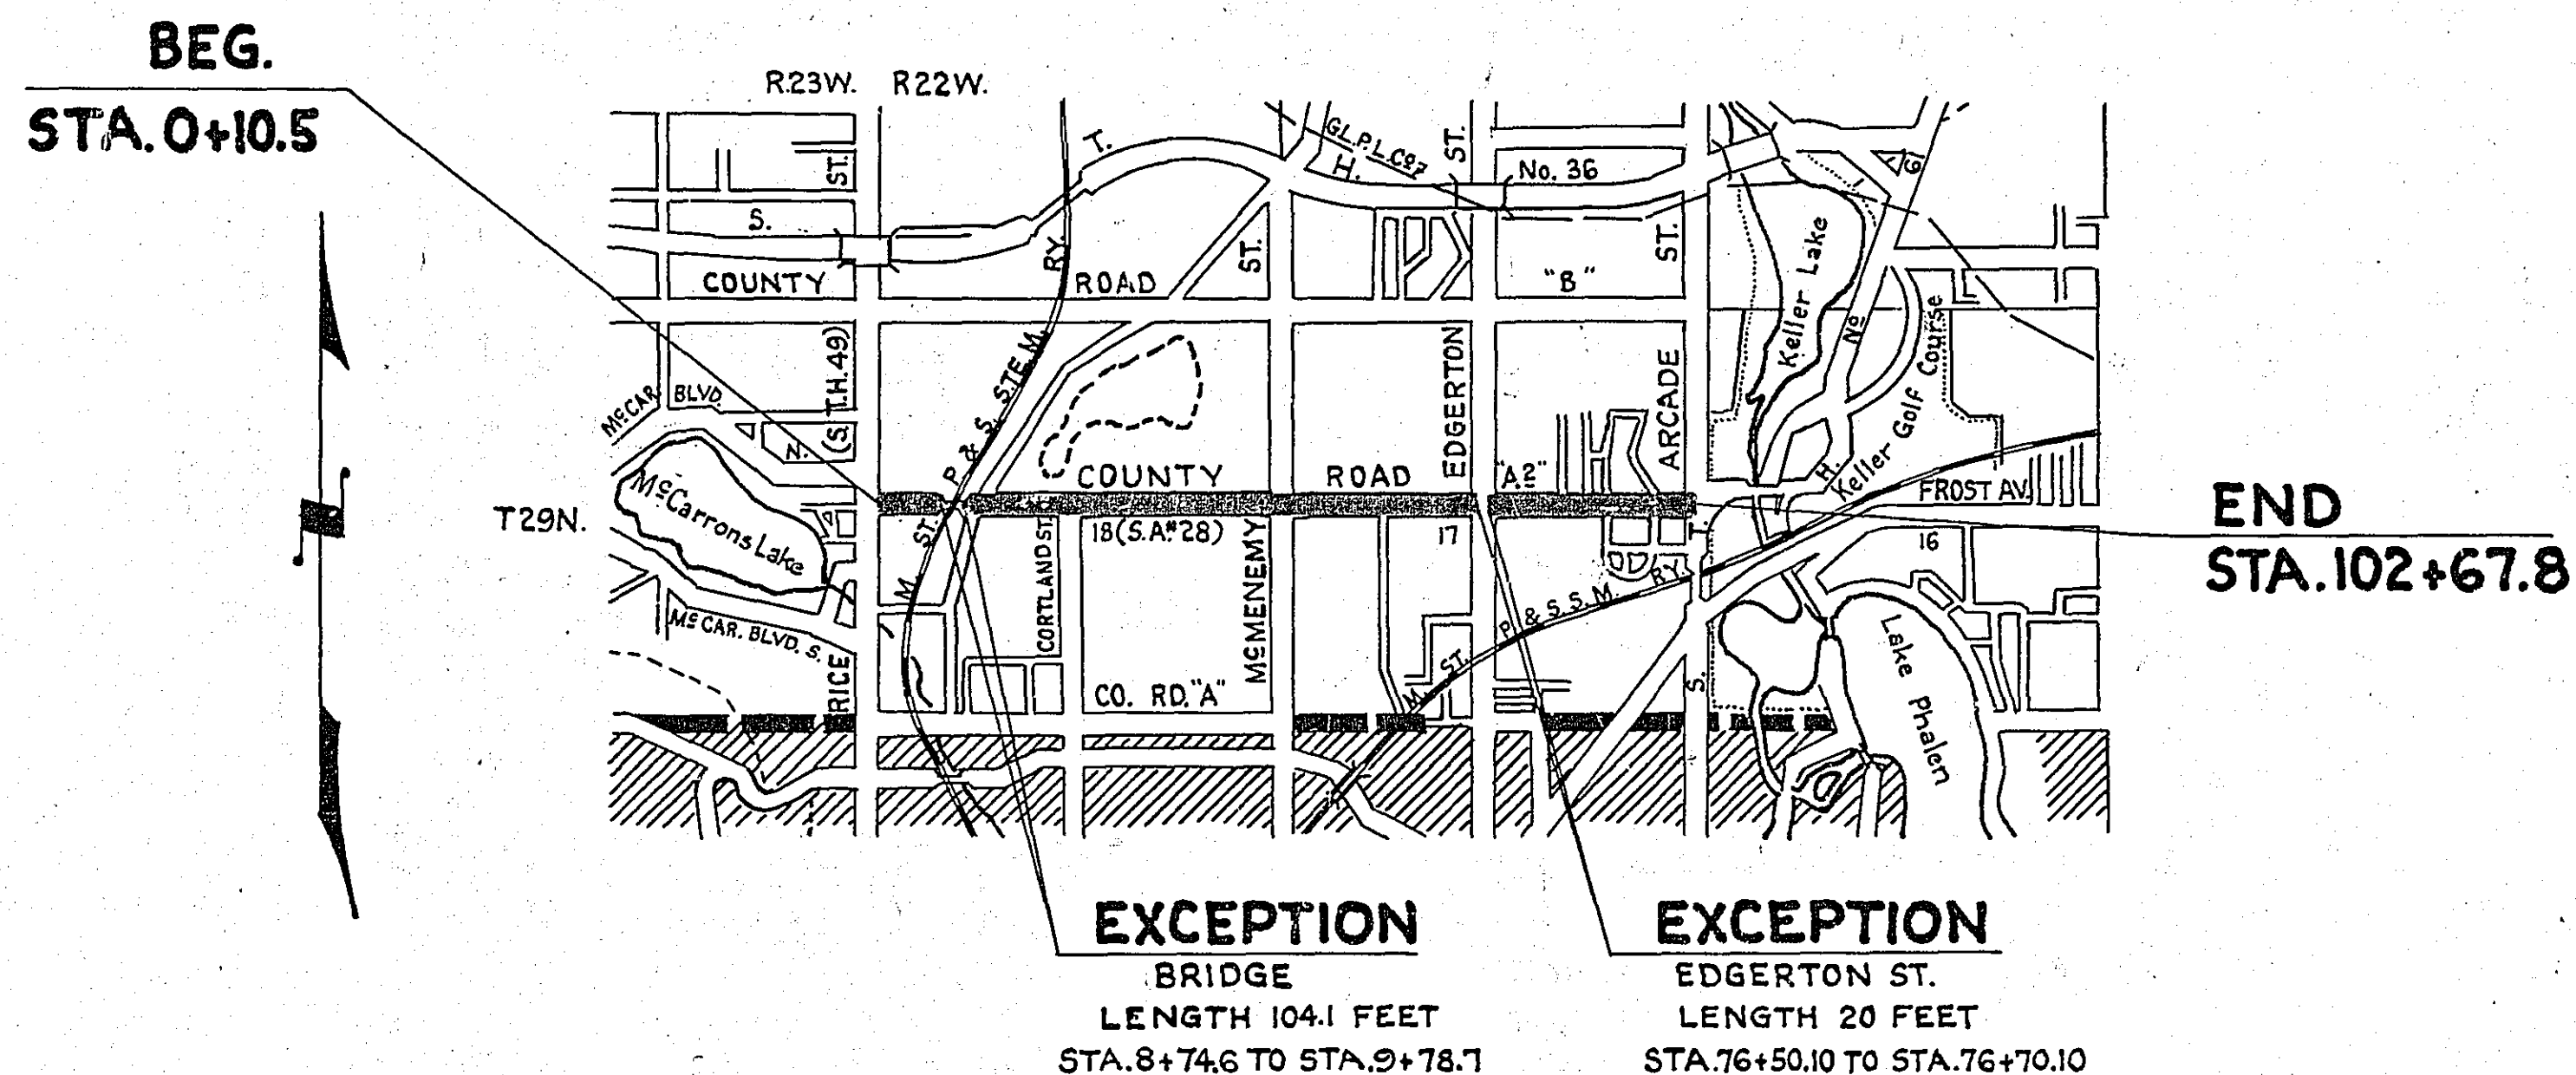 BEG.
STA. 0+10.5
R.23W. R22W.
T29N.
ST.
S.
T.
H.
GL.P.L.Co.
ST.
No. 36
61
COUNTY ROAD "B"
RY.
ST.
ST.
Keller Lake
No
Keller Golf Course
McCAR. BLVD.
N.
(S.T.H.49)
M. ST. P. & S. STE. M.
EDGERTON
ARCADE
COUNTY ROAD "A2"
H.
FROST AV.
McCarrons Lake
18(S.A.#28)
17
16
T.
CORTLAND ST.
McMENEMY
M. ST. P. & S. S. M. RY.
McCAR. BLVD. S.
RICE
CO. RD. "A"
S.
Lake Phalen
END
STA. 102+67.8
EXCEPTION
BRIDGE
LENGTH 104.1 FEET
STA.8+74.6 TO STA.9+78.7
EXCEPTION
EDGERTON ST.
LENGTH 20 FEET
STA.76+50.10 TO STA.76+70.10